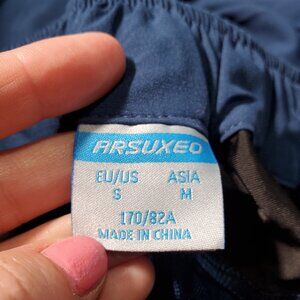 ARSUXEO
EU/US ASIA
S M
170/82A
MADE IN CHINA